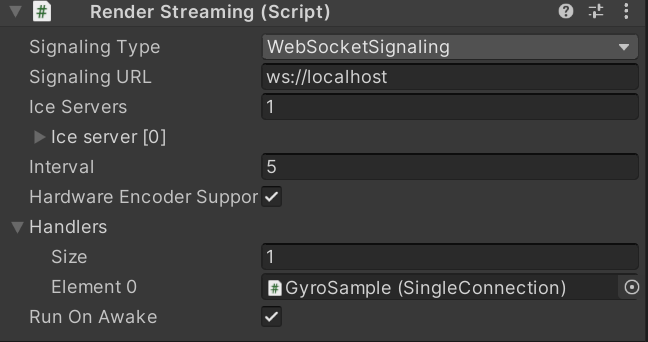 Render Streaming (Script)
Signaling Type WebSocketSignaling
Signaling URL ws://localhost
Ice Servers 1
Ice server [0]
Interval 5
Hardware Encoder Suppor
Handlers
Size 1
Element 0 GyroSample (SingleConnection)
Run On Awake